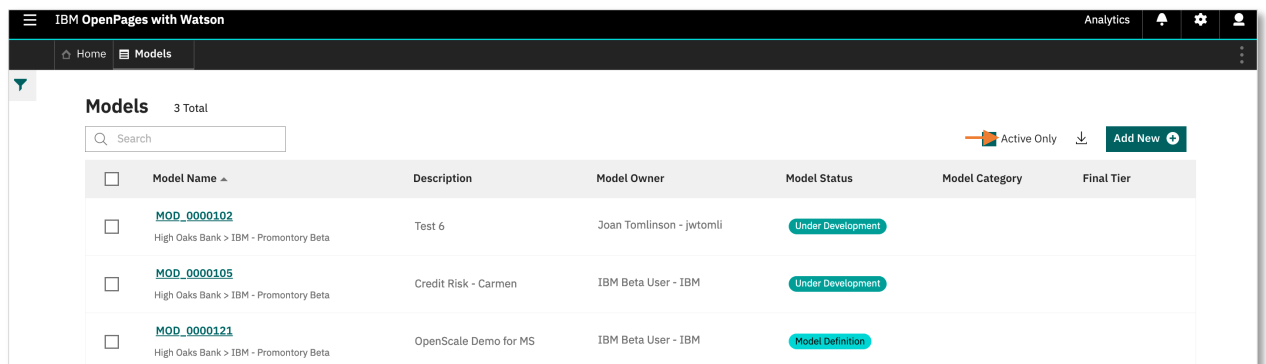 IBM OpenPages with Watson Analytics
Home Models
Models 3 Total
Search Active Only Add New
Model Name Description Model Owner Model Status Model Category Final Tier
MOD_0000102
High Oaks Bank > IBM - Promontory Beta Test 6 Joan Tomlinson - jwtomli Under Development
MOD_0000105
High Oaks Bank > IBM - Promontory Beta Credit Risk - Carmen IBM Beta User - IBM Under Development
MOD_0000121
High Oaks Bank > IBM - Promontory Beta OpenScale Demo for MS IBM Beta User - IBM Model Definition